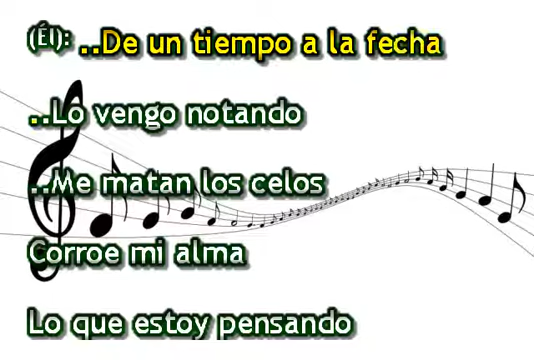 (Él): ..De un tiempo a la fecha
..Lo vengo notando
..Me matan los celos
Corroe mi alma
Lo que estoy pensando